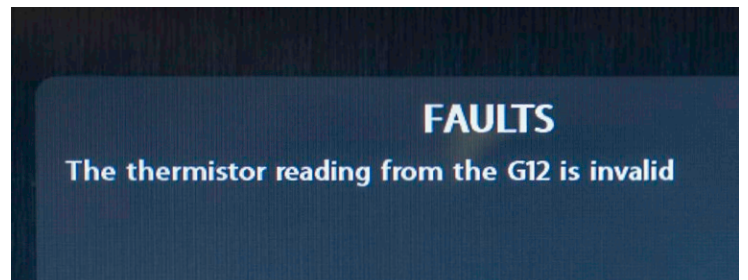 FAULTS
The thermistor reading from the G12 is invalid